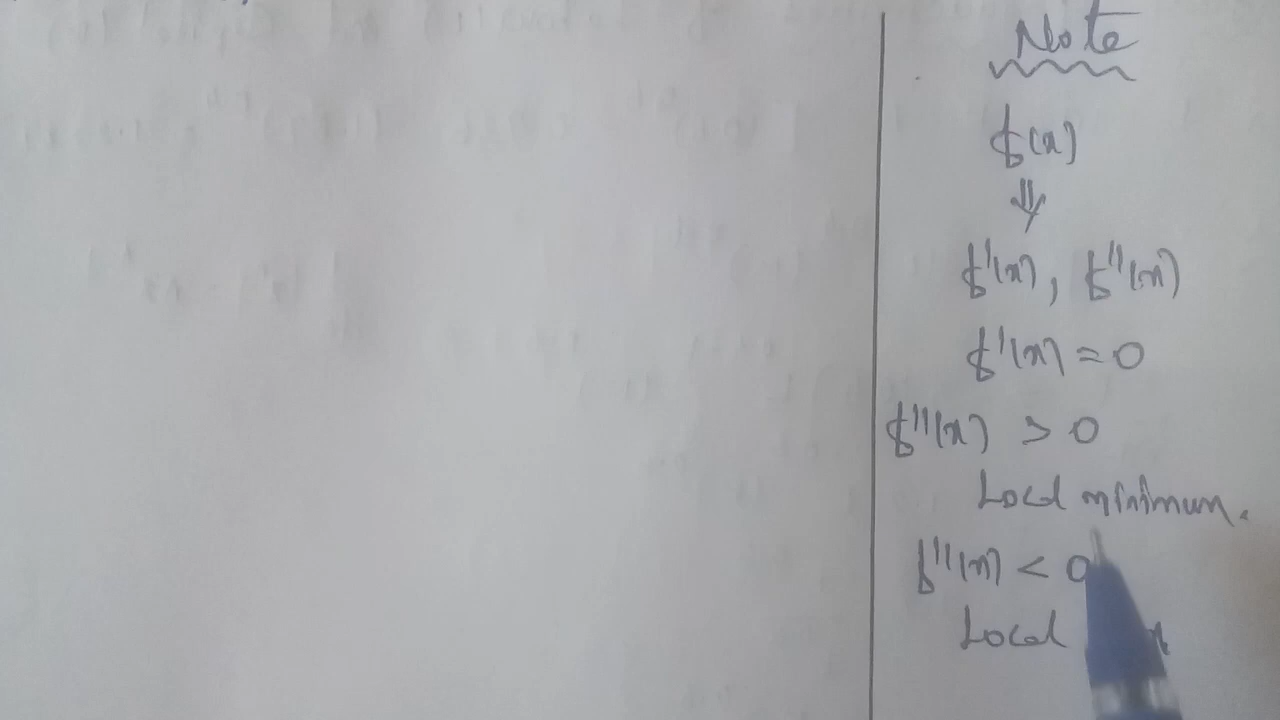 Note
f(x)
⇓
f'(x), f''(x)
f'(x) = 0
f''(x) > 0
Local minimum.
f''(x) < 0
Local